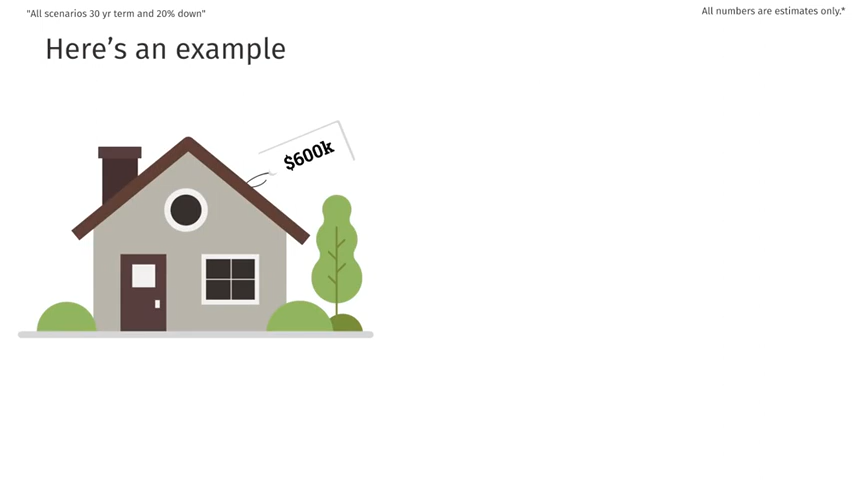 "All scenarios 30 yr term and 20% down"
All numbers are estimates only.*
Here’s an example
$600k